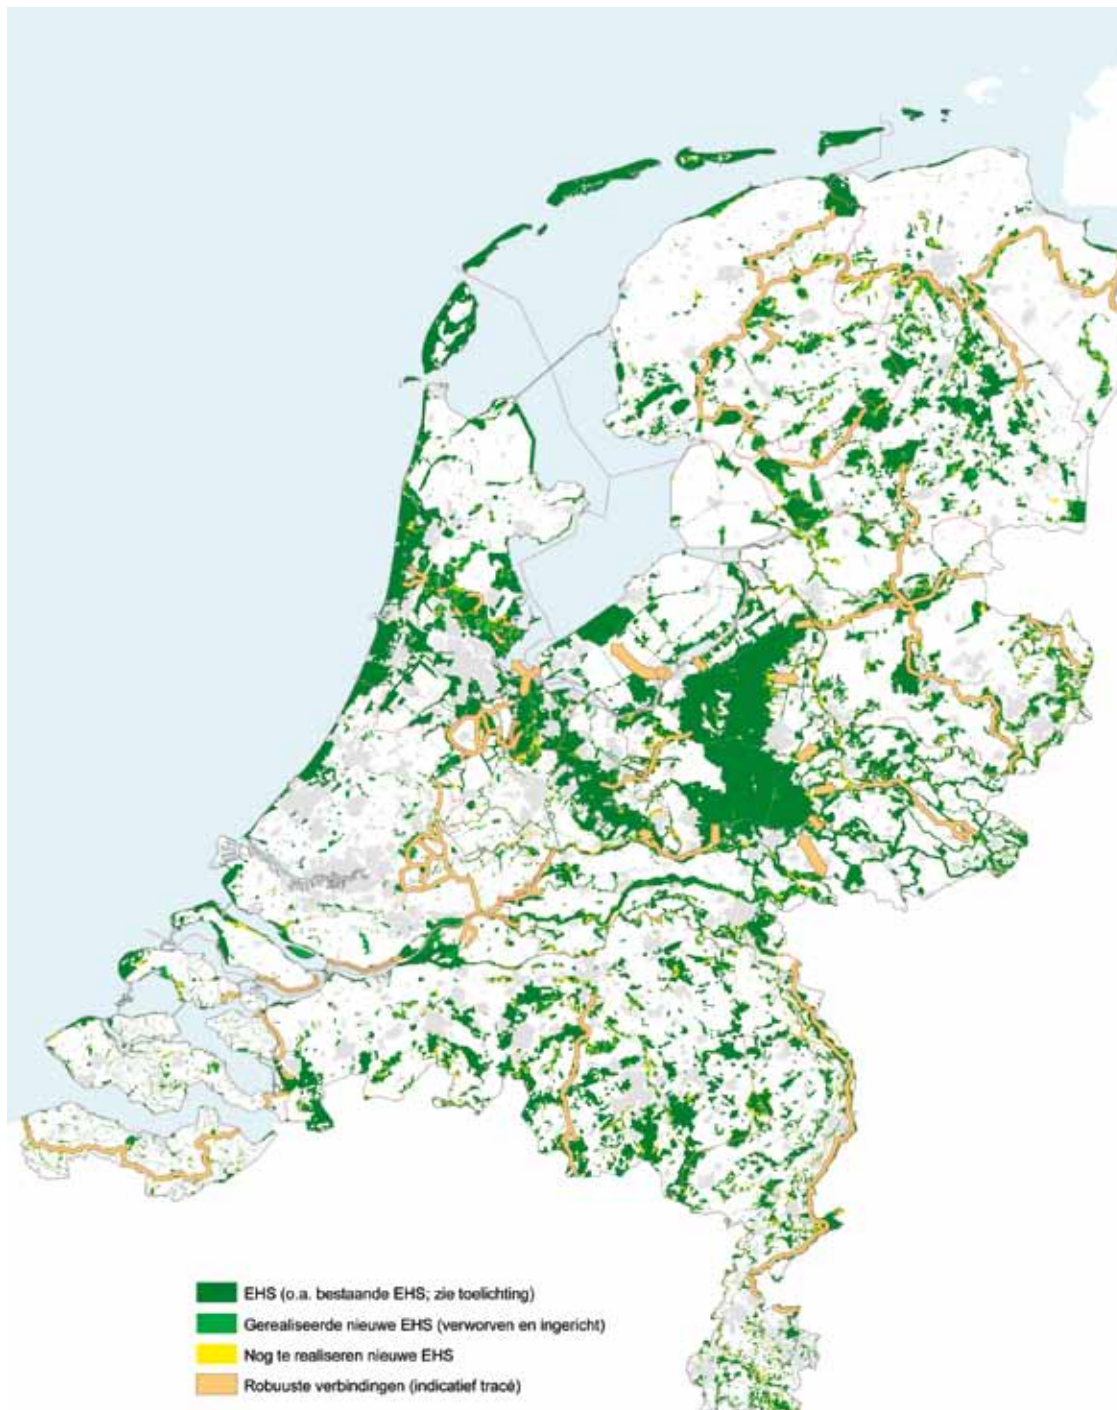 EHS (o.a. bestaande EHS; zie toelichting)
Gerealiseerde nieuwe EHS (verworven en ingericht)
Nog te realiseren nieuwe EHS
Robuuste verbindingen (indicatief tracé)